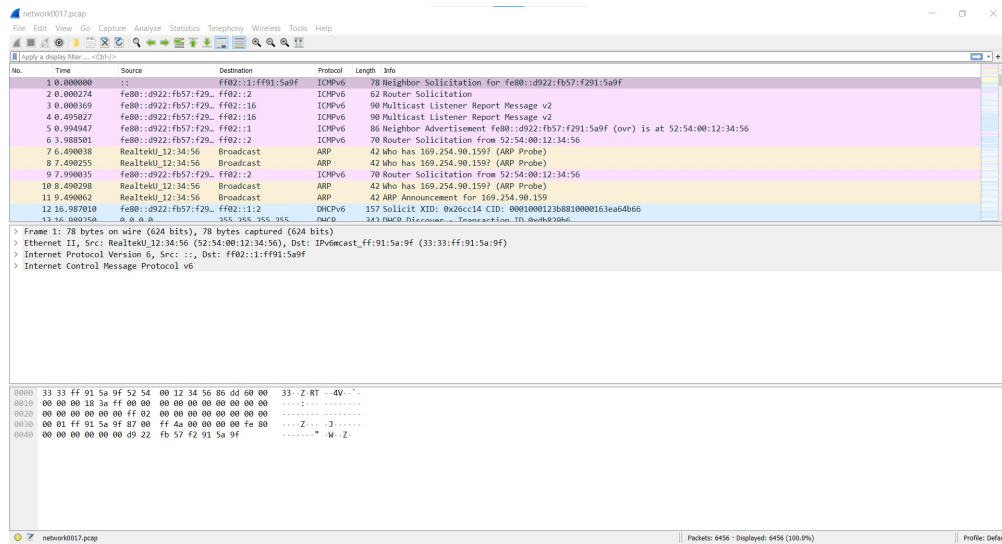 network0017.pcap
File Edit View Go Capture Analyze Statistics Telephony Wireless Tools Help
Apply a display filter ... <Ctrl-/>
No. Time Source Destination Protocol Length Info
1 0.000000 :: ff02::1:ff91:5a9f ICMPv6 78 Neighbor Solicitation for fe80::d922:fb57:f291:5a9f
2 0.000274 fe80::d922:fb57:f29… ff02::2 ICMPv6 62 Router Solicitation
3 0.000369 fe80::d922:fb57:f29… ff02::16 ICMPv6 90 Multicast Listener Report Message v2
4 0.495027 fe80::d922:fb57:f29… ff02::16 ICMPv6 90 Multicast Listener Report Message v2
5 0.994947 fe80::d922:fb57:f29… ff02::1 ICMPv6 86 Neighbor Advertisement fe80::d922:fb57:f291:5a9f (ovr) is at 52:54:00:12:34:56
6 3.988501 fe80::d922:fb57:f29… ff02::2 ICMPv6 70 Router Solicitation from 52:54:00:12:34:56
7 6.490038 RealtekU_12:34:56 Broadcast ARP 42 Who has 169.254.90.159? (ARP Probe)
8 7.490255 RealtekU_12:34:56 Broadcast ARP 42 Who has 169.254.90.159? (ARP Probe)
9 7.990035 fe80::d922:fb57:f29… ff02::2 ICMPv6 70 Router Solicitation from 52:54:00:12:34:56
10 8.490298 RealtekU_12:34:56 Broadcast ARP 42 Who has 169.254.90.159? (ARP Probe)
11 9.490062 RealtekU_12:34:56 Broadcast ARP 42 ARP Announcement for 169.254.90.159
12 16.987010 fe80::d922:fb57:f29… ff02::1:2 DHCPv6 157 Solicit XID: 0x26cc14 CID: 0001000123b8810000163ea64b66
13 16.989250 0.0.0.0 255.255.255.255 DHCP 342 DHCP Discover - Transaction ID
> Frame 1: 78 bytes on wire (624 bits), 78 bytes captured (624 bits)
> Ethernet II, Src: RealtekU_12:34:56 (52:54:00:12:34:56), Dst: IPv6mcast_ff:91:5a:9f (33:33:ff:91:5a:9f)
> Internet Protocol Version 6, Src: ::, Dst: ff02::1:ff91:5a9f
> Internet Control Message Protocol v6
0000 33 33 ff 91 5a 9f 52 54 00 12 34 56 86 dd 60 00 33··Z·RT ··4V··`·
0010 00 00 00 18 3a ff 00 00 00 00 00 00 00 00 00 00 ····:··· ········
0020 00 00 00 00 00 00 ff 02 00 00 00 00 00 00 00 00 ········ ········
0030 00 01 ff 91 5a 9f 87 00 ff 4a 00 00 00 00 fe 80 ····Z··· ·J······
0040 00 00 00 00 00 00 d9 22 fb 57 f2 91 5a 9f ·······" ·W··Z·
network0017.pcap
Packets: 6456 · Displayed: 6456 (100.0%)
Profile: